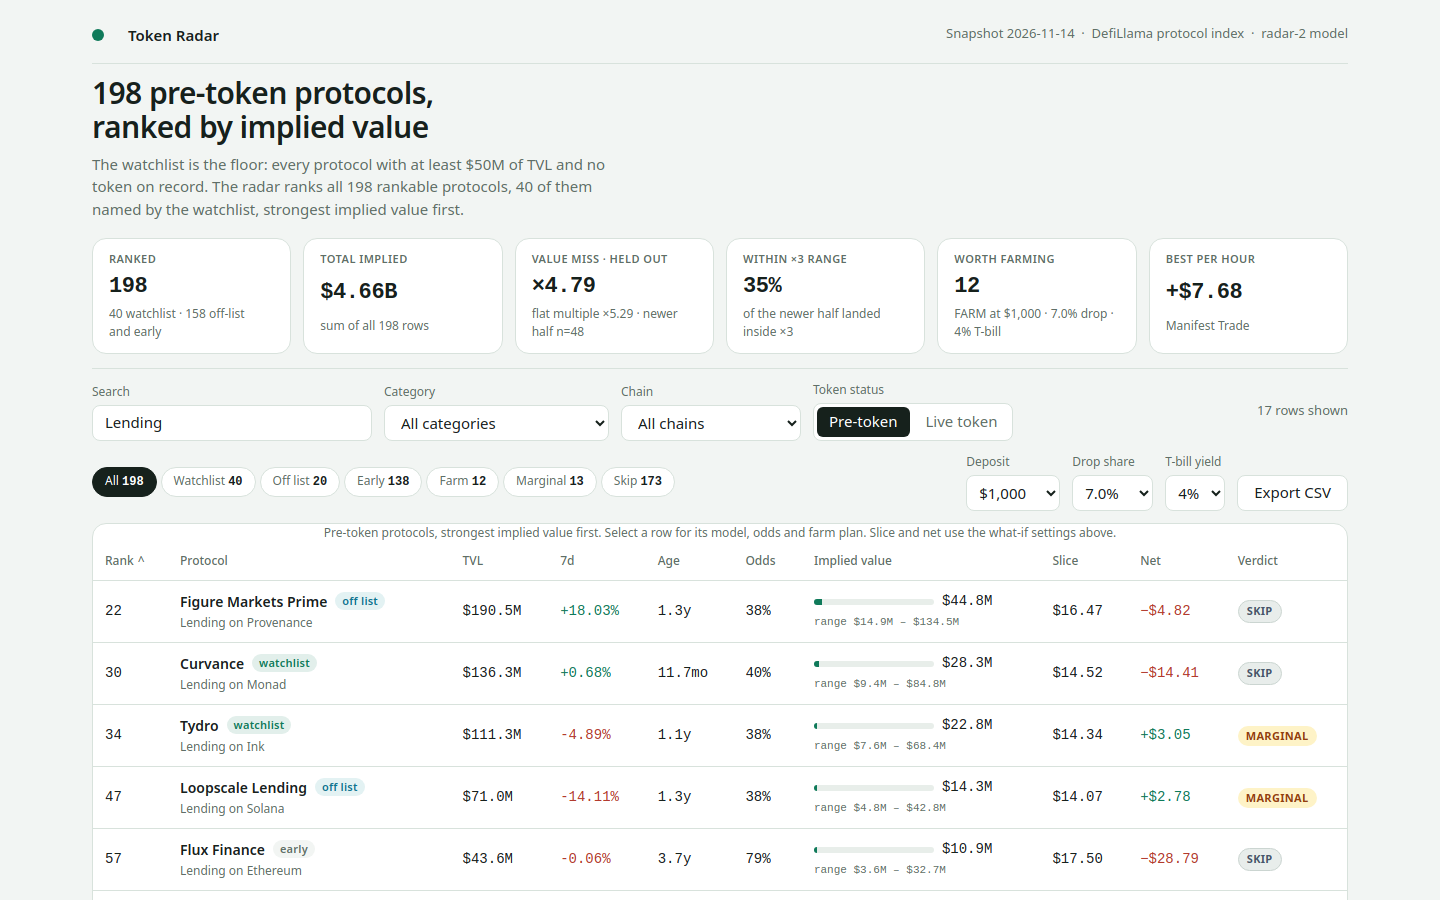 Token Radar
Snapshot 2026-11-14 · DefiLlama protocol index · radar-2 model
198 pre-token protocols,
ranked by implied value
The watchlist is the floor: every protocol with at least $50M of TVL and no
token on record. The radar ranks all 198 rankable protocols, 40 of them
named by the watchlist, strongest implied value first.
RANKED
198
40 watchlist · 158 off-list
and early
TOTAL IMPLIED
$4.66B
sum of all 198 rows
VALUE MISS · HELD OUT
×4.79
flat multiple ×5.29 · newer
half n=48
WITHIN ×3 RANGE
35%
of the newer half landed
inside ×3
WORTH FARMING
12
FARM at $1,000 · 7.0% drop ·
4% T-bill
BEST PER HOUR
+$7.68
Manifest Trade
Search
Lending
Category
All categories
Chain
All chains
Token status
Pre-token Live token
17 rows shown
All 198 Watchlist 40 Off list 20 Early 138 Farm 12 Marginal 13 Skip 173
Deposit
$1,000
Drop share
7.0%
T-bill yield
4%
Export CSV
Pre-token protocols, strongest implied value first. Select a row for its model, odds and farm plan. Slice and net use the what-if settings above.
Rank ^ Protocol TVL 7d Age Odds Implied value Slice Net Verdict
22 Figure Markets Prime off list $190.5M +18.03% 1.3y 38% $44.8M $16.47 −$4.82 SKIP
Lending on Provenance range $14.9M – $134.5M
30 Curvance watchlist $136.3M +0.68% 11.7mo 40% $28.3M $14.52 −$14.41 SKIP
Lending on Monad range $9.4M – $84.8M
34 Tydro watchlist $111.3M -4.89% 1.1y 38% $22.8M $14.34 +$3.05 MARGINAL
Lending on Ink range $7.6M – $68.4M
47 Loopscale Lending off list $71.0M -14.11% 1.3y 38% $14.3M $14.07 +$2.78 MARGINAL
Lending on Solana range $4.8M – $42.8M
57 Flux Finance early $43.6M -0.06% 3.7y 79% $10.9M $17.50 −$28.79 SKIP
Lending on Ethereum range $3.6M – $32.7M